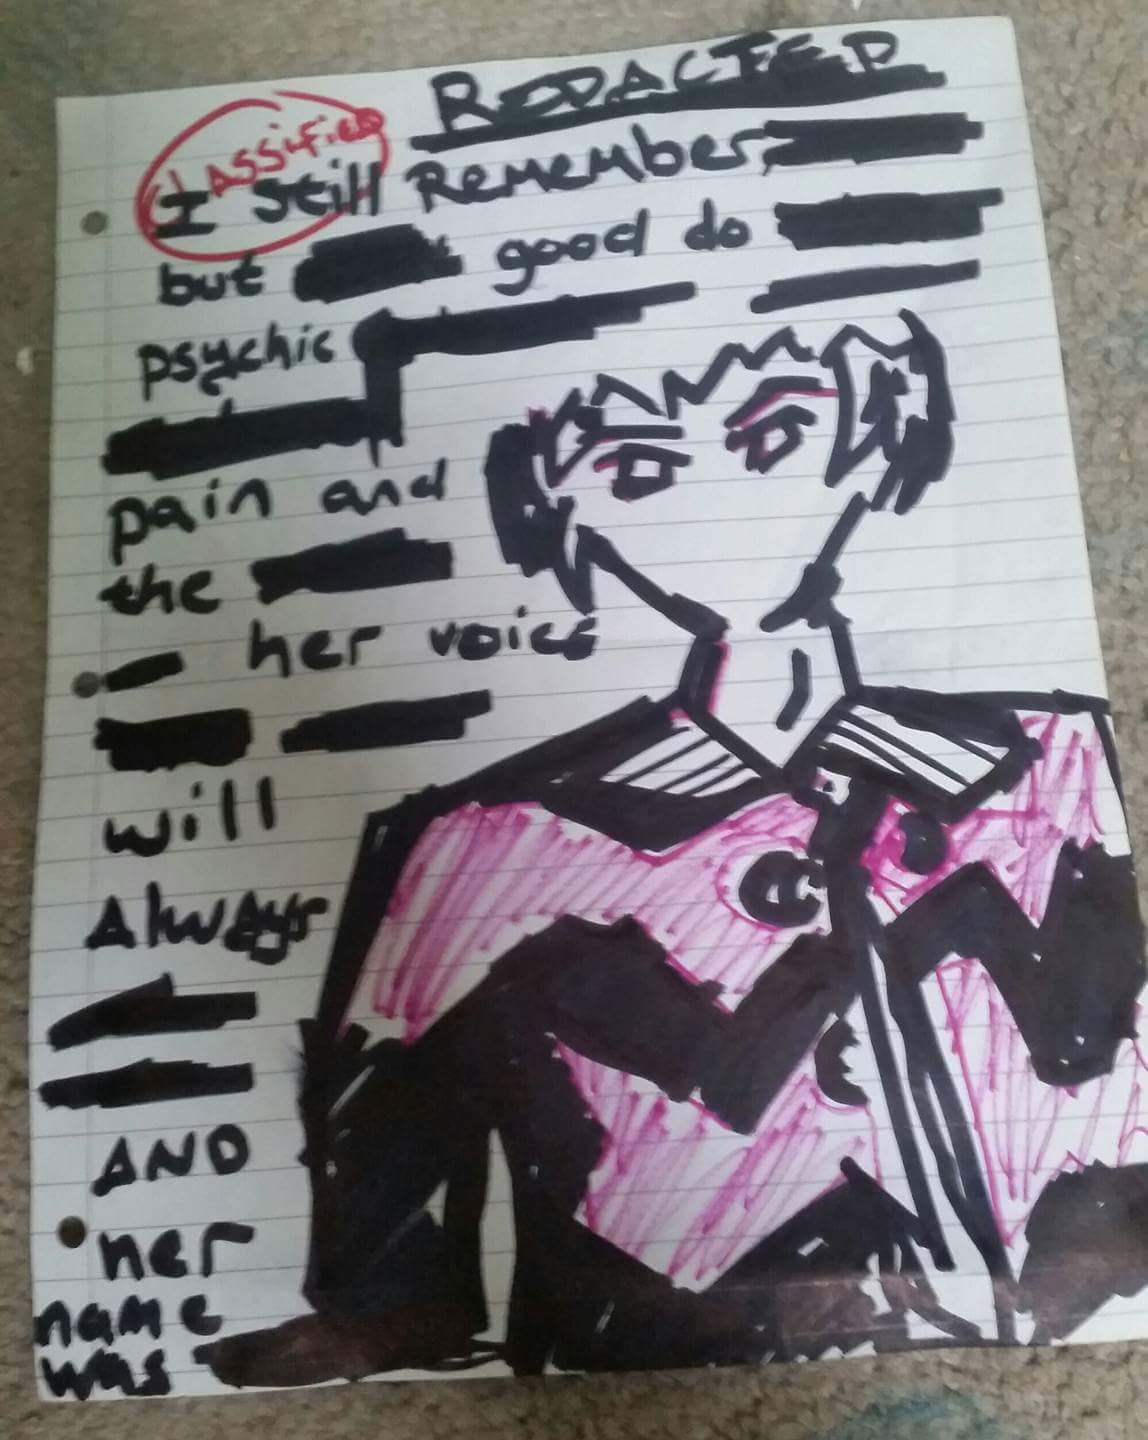 REDACTED
Classified
I still Remember,
but good do
psychic
pain and
the
her voice
will
Always
AND
her
name
was